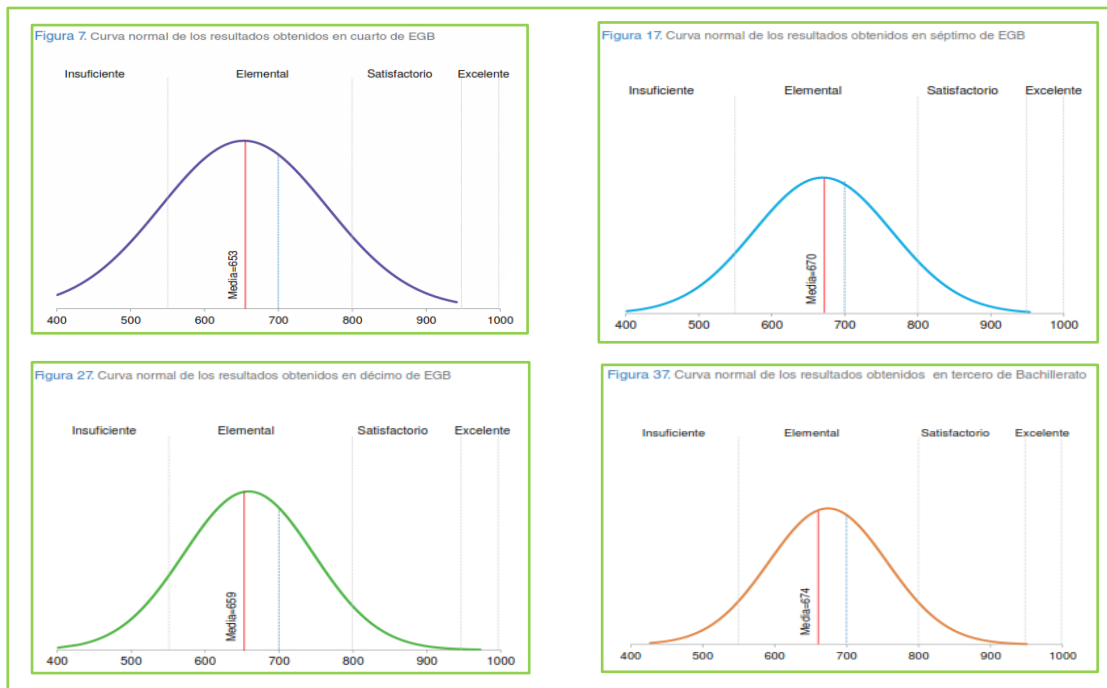 Figura 7. Curva normal de los resultados obtenidos en cuarto de EGB
Insuficiente Elemental Satisfactorio Excelente
Media=653
400 500 600 700 800 900 1000
Figura 17. Curva normal de los resultados obtenidos en séptimo de EGB
Insuficiente Elemental Satisfactorio Excelente
Media=670
400 500 600 700 800 900 1000
Figura 27. Curva normal de los resultados obtenidos en décimo de EGB
Insuficiente Elemental Satisfactorio Excelente
Media=659
400 500 600 700 800 900 1000
Figura 37. Curva normal de los resultados obtenidos en tercero de Bachillerato
Insuficiente Elemental Satisfactorio Excelente
Media=674
400 500 600 700 800 900 1000